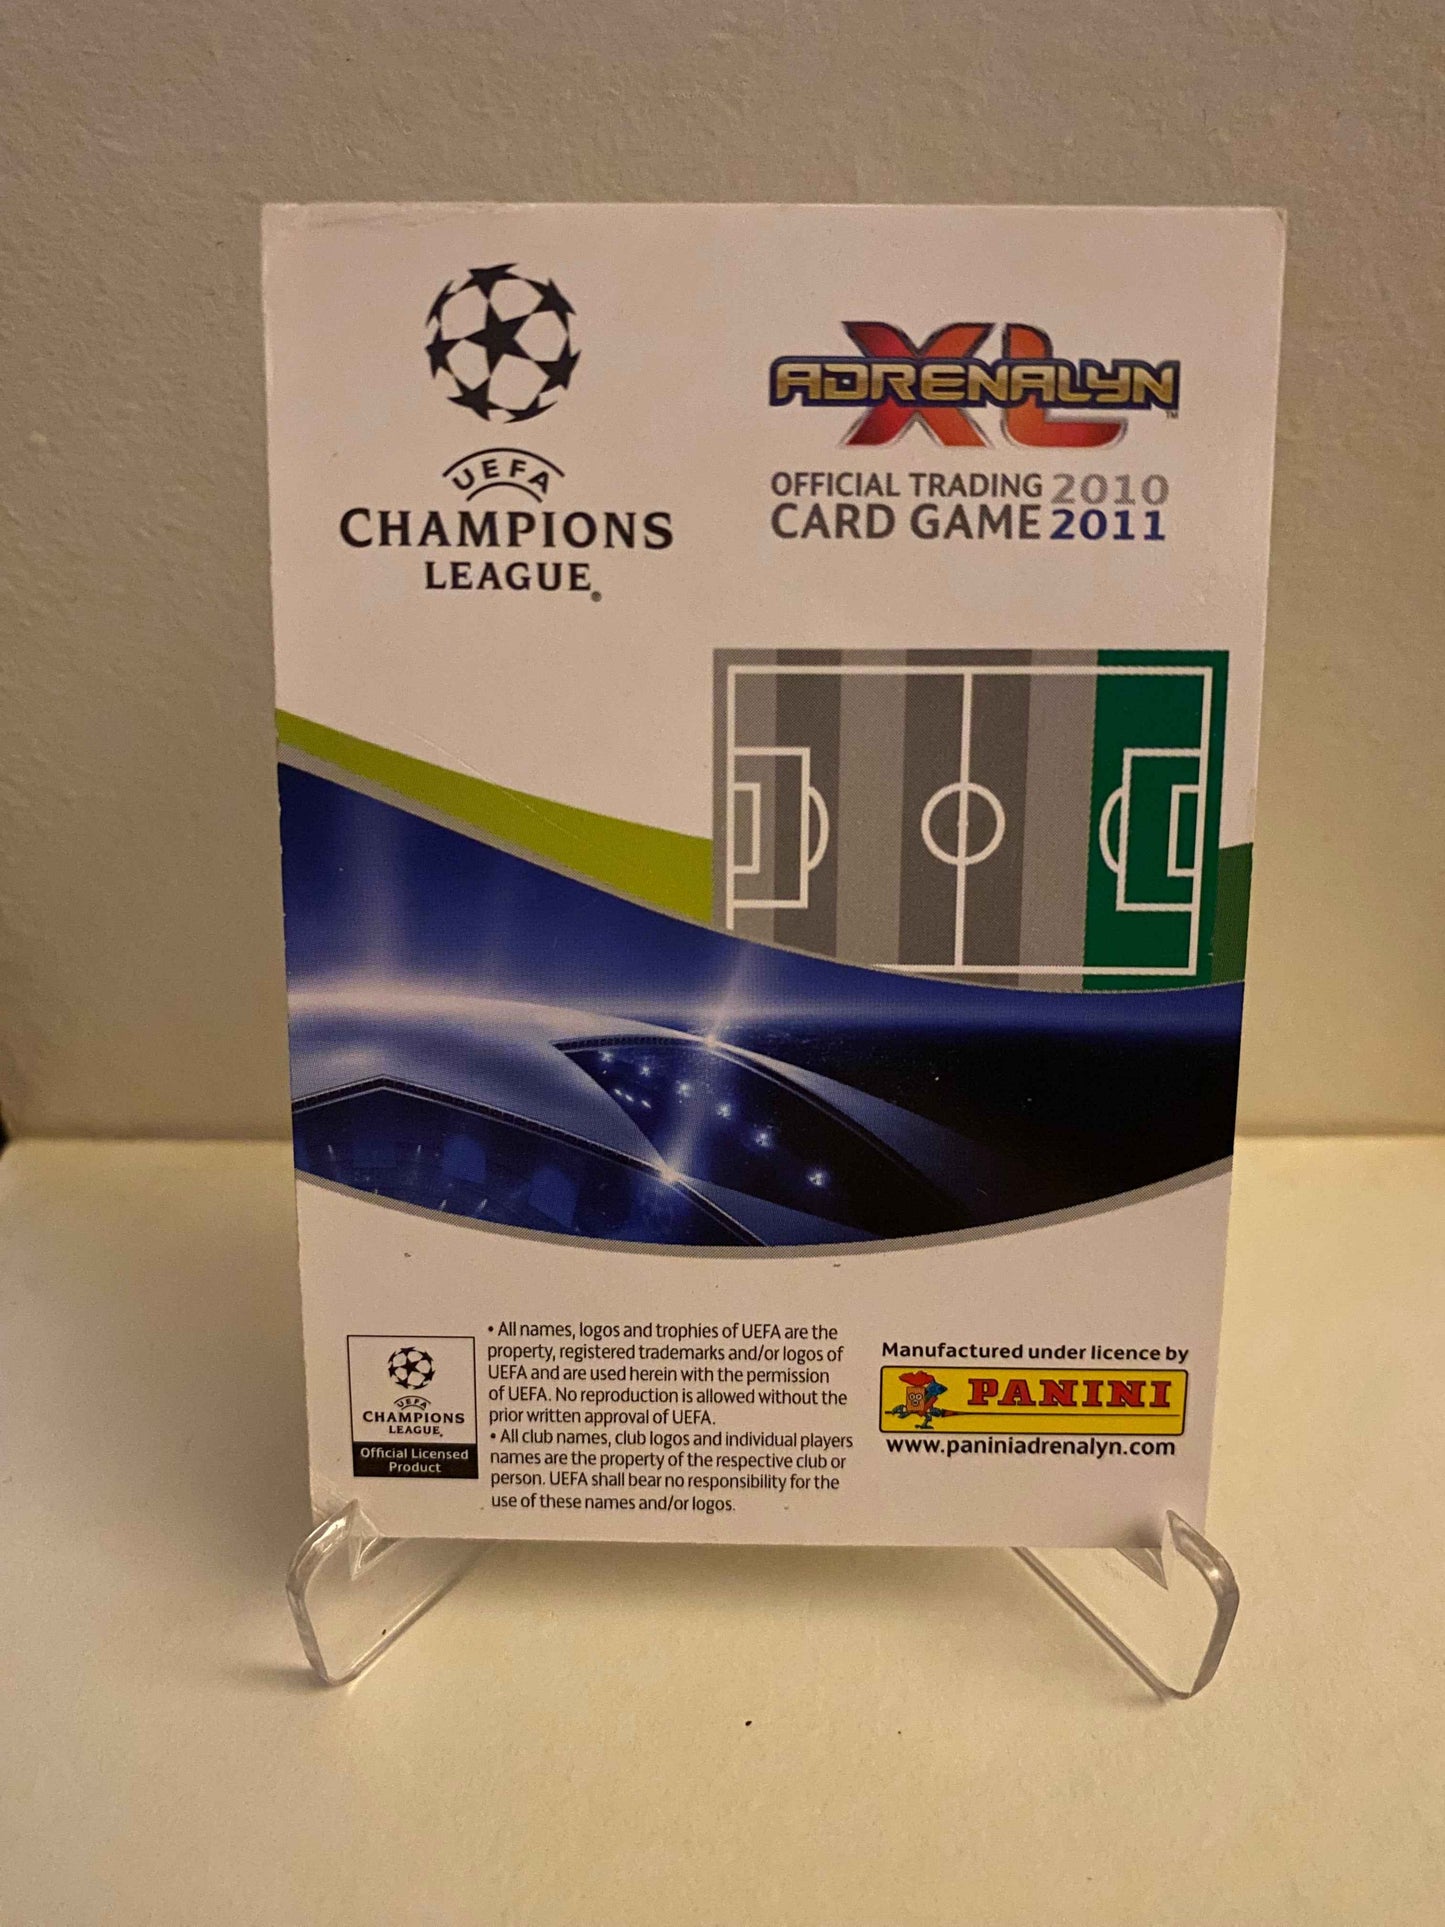 UEFA
CHAMPIONS
LEAGUE®
ADRENALYN XL™
OFFICIAL TRADING 2010
CARD GAME 2011
UEFA
CHAMPIONS
LEAGUE
Official Licensed
Product
• All names, logos and trophies of UEFA are the
property, registered trademarks and/or logos of
UEFA and are used herein with the permission
of UEFA. No reproduction is allowed without the
prior written approval of UEFA.
• All club names, club logos and individual players
names are the property of the respective club or
person. UEFA shall bear no responsibility for the
use of these names and/or logos.
Manufactured under licence by
PANINI
www.paniniadrenalyn.com